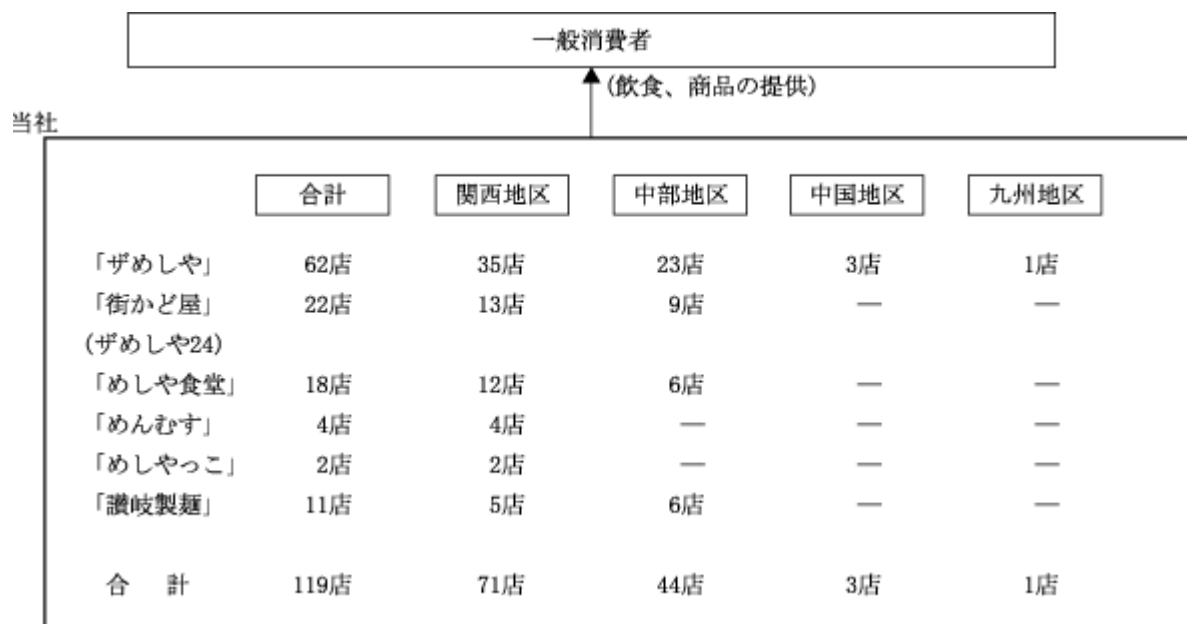 一般消費者
(飲食、商品の提供)
当社
合計 関西地区 中部地区 中国地区 九州地区
「ザめしや」 62店 35店 23店 3店 1店
「街かど屋」 22店 13店 9店 ― ―
(ザめしや24)
「めしや食堂」 18店 12店 6店 ― ―
「めんむす」 4店 4店 ― ― ―
「めしやっこ」 2店 2店 ― ― ―
「讃岐製麺」 11店 5店 6店 ― ―
合 計 119店 71店 44店 3店 1店